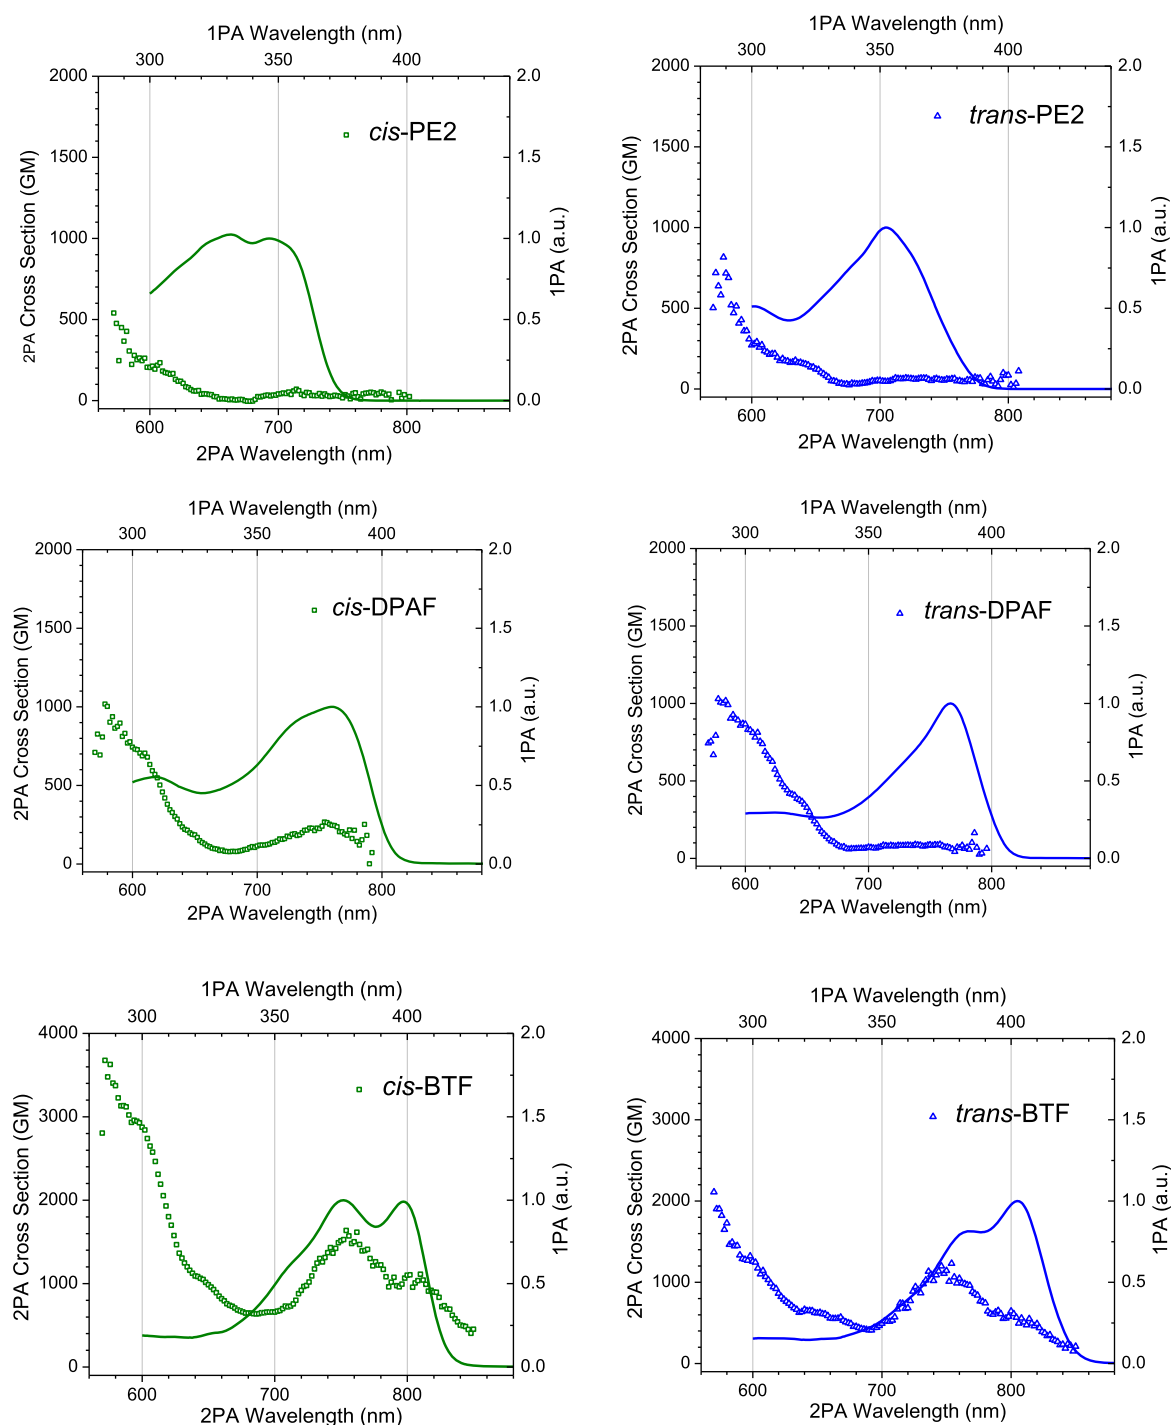 1PA Wavelength (nm)
300 350 400
2000 2.0
1500 1.5
1000 1.0
500 0.5
0 0.0
cis-PE2
2PA Cross Section (GM)
1PA (a.u.)
600 700 800
2PA Wavelength (nm)
1PA Wavelength (nm)
300 350 400
2000 2.0
1500 1.5
1000 1.0
500 0.5
0 0.0
trans-PE2
2PA Cross Section (GM)
1PA (a.u.)
600 700 800
2PA Wavelength (nm)
1PA Wavelength (nm)
300 350 400
2000 2.0
1500 1.5
1000 1.0
500 0.5
0 0.0
cis-DPAF
2PA Cross Section (GM)
1PA (a.u.)
600 700 800
2PA Wavelength (nm)
1PA Wavelength (nm)
300 350 400
2000 2.0
1500 1.5
1000 1.0
500 0.5
0 0.0
trans-DPAF
2PA Cross Section (GM)
1PA (a.u.)
600 700 800
2PA Wavelength (nm)
1PA Wavelength (nm)
300 350 400
4000 2.0
3000 1.5
2000 1.0
1000 0.5
0 0.0
cis-BTF
2PA Cross Section (GM)
1PA (a.u.)
600 700 800
2PA Wavelength (nm)
1PA Wavelength (nm)
300 350 400
4000 2.0
3000 1.5
2000 1.0
1000 0.5
0 0.0
trans-BTF
2PA Cross Section (GM)
1PA (a.u.)
600 700 800
2PA Wavelength (nm)